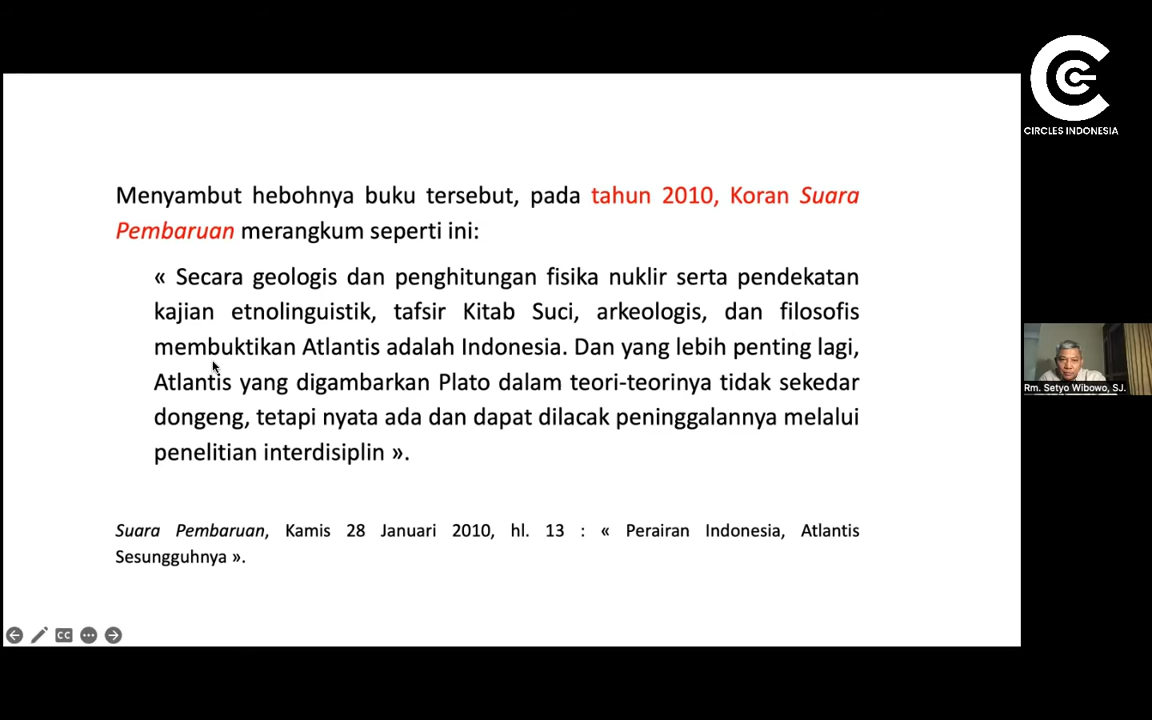 CIRCLES INDONESIA
Menyambut hebohnya buku tersebut, pada tahun 2010, Koran Suara
Pembaruan merangkum seperti ini:
« Secara geologis dan penghitungan fisika nuklir serta pendekatan
kajian etnolinguistik, tafsir Kitab Suci, arkeologis, dan filosofis
membuktikan Atlantis adalah Indonesia. Dan yang lebih penting lagi,
Atlantis yang digambarkan Plato dalam teori-teorinya tidak sekedar
dongeng, tetapi nyata ada dan dapat dilacak peninggalannya melalui
penelitian interdisiplin ».
Suara Pembaruan, Kamis 28 Januari 2010, hl. 13 : « Perairan Indonesia, Atlantis
Sesungguhnya ».
Rm. Setyo Wibowo, SJ.
CC